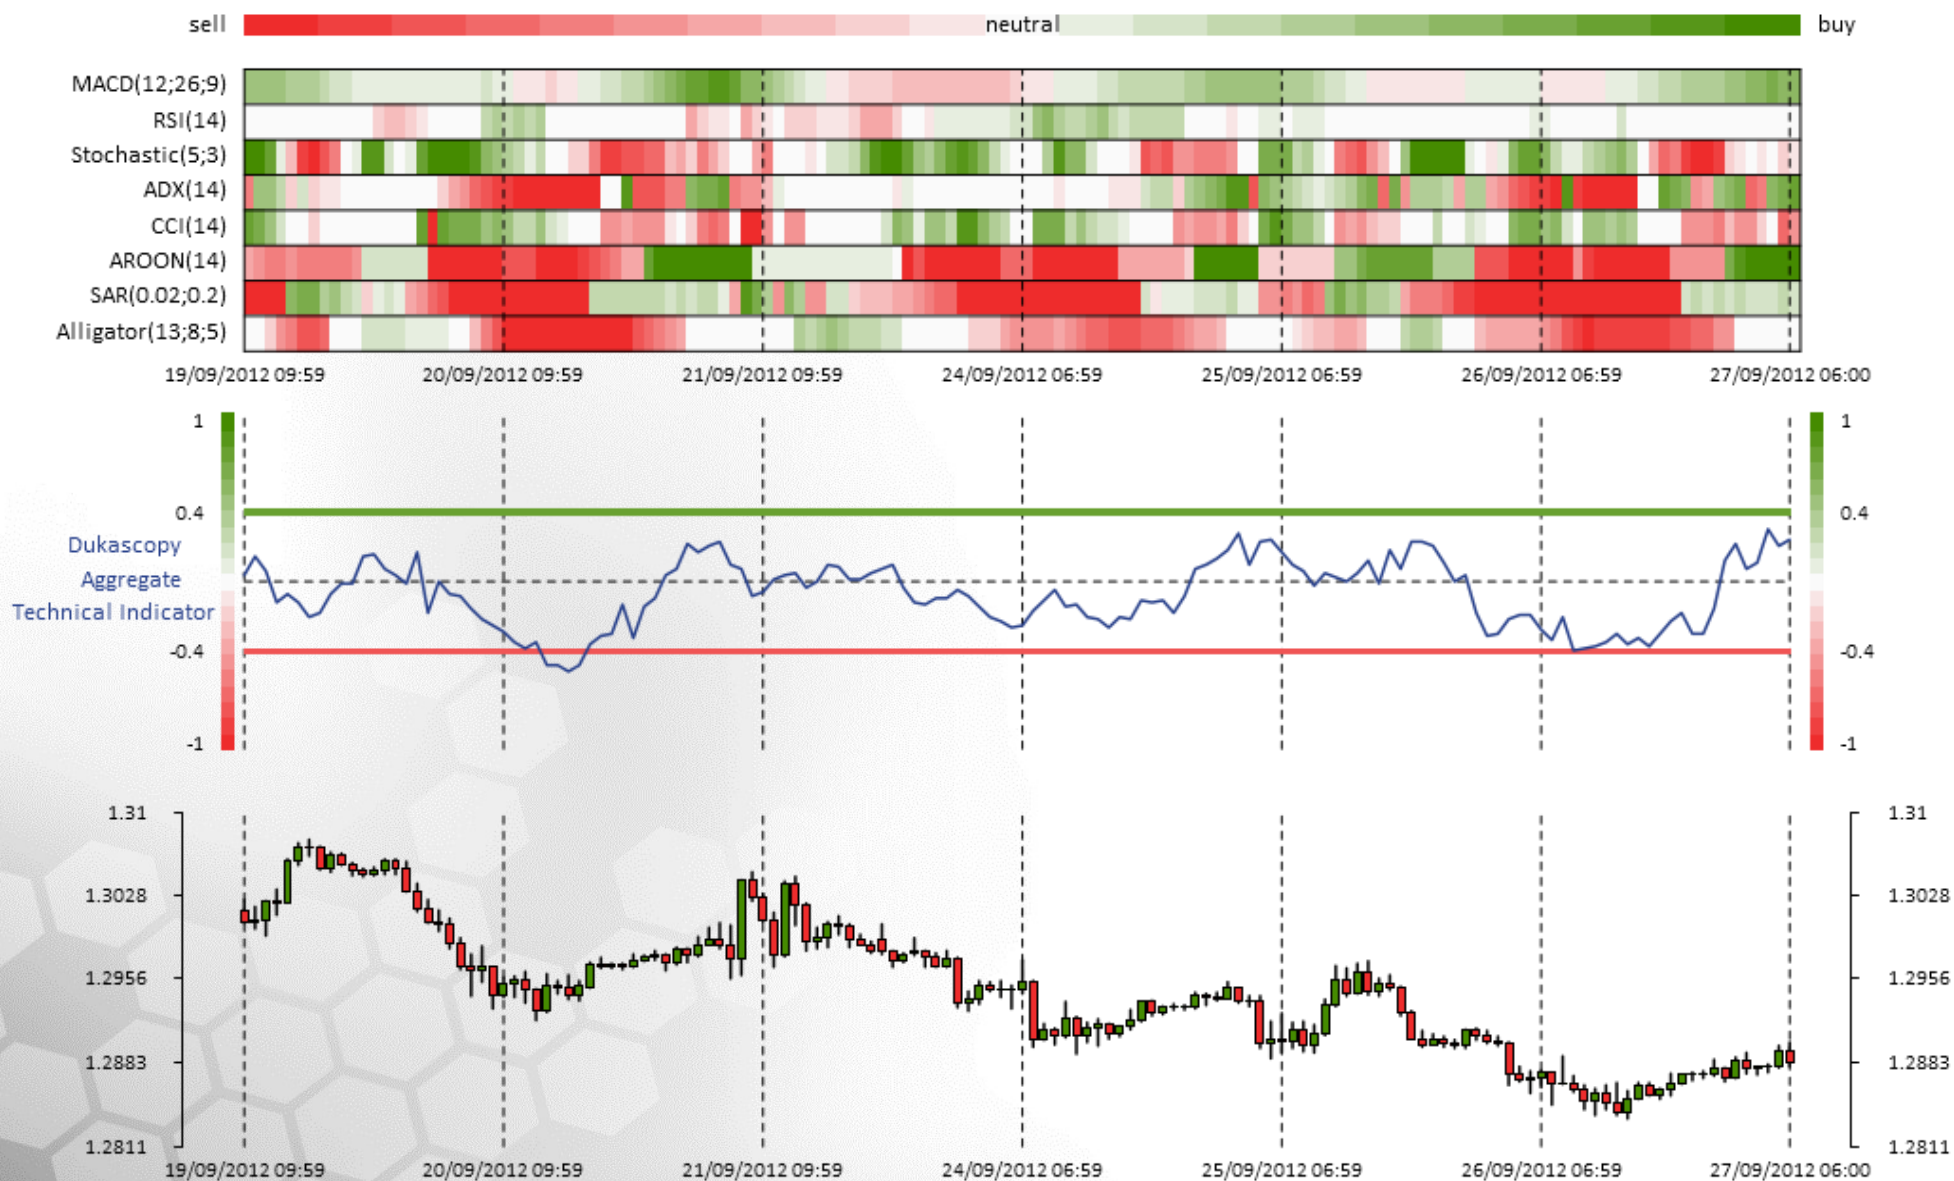 sell neutral buy
MACD(12;26;9)
RSI(14)
Stochastic(5;3)
ADX(14)
CCI(14)
AROON(14)
SAR(0.02;0.2)
Alligator(13;8;5)
19/09/2012 09:59 20/09/2012 09:59 21/09/2012 09:59 24/09/2012 06:59 25/09/2012 06:59 26/09/2012 06:59 27/09/2012 06:00
1 1
0.4 0.4
Dukascopy
Aggregate
Technical Indicator
-0.4 -0.4
-1 -1
1.31 1.31
1.3028 1.3028
1.2956 1.2956
1.2883 1.2883
1.2811 1.2811
19/09/2012 09:59 20/09/2012 09:59 21/09/2012 09:59 24/09/2012 06:59 25/09/2012 06:59 26/09/2012 06:59 27/09/2012 06:00